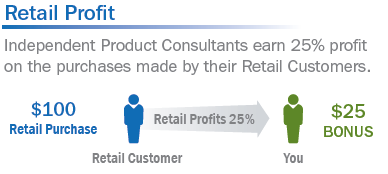 Retail Profit
Independent Product Consultants earn 25% profit
on the purchases made by their Retail Customers.
$100
Retail Purchase
Retail Profits 25%
$25
BONUS
Retail Customer
You